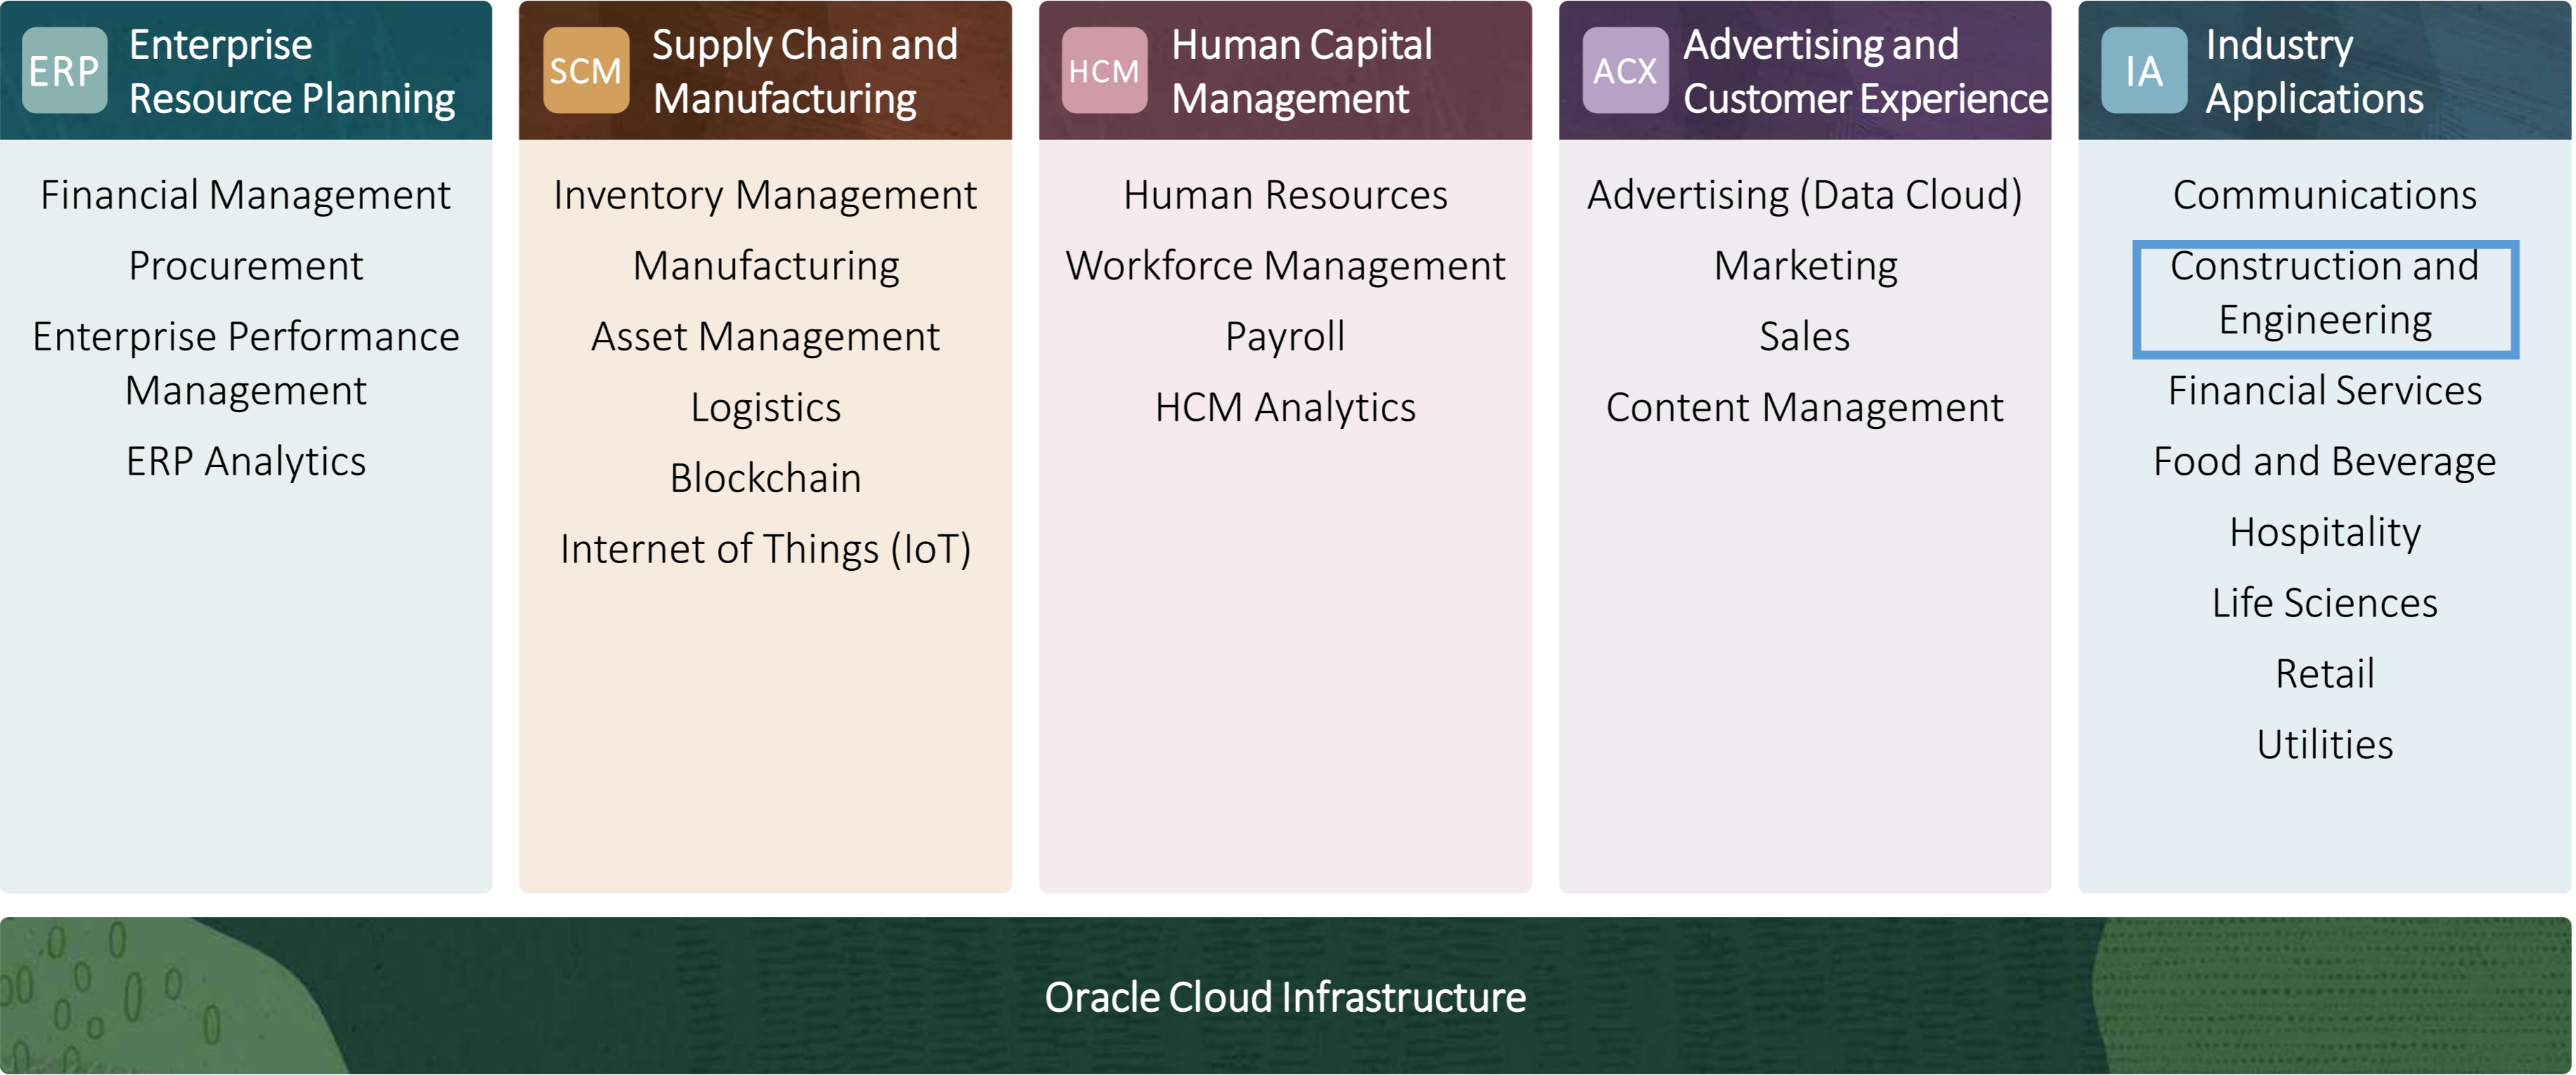 ERP
Enterprise
Resource Planning
Financial Management
Procurement
Enterprise Performance
Management
ERP Analytics
SCM
Supply Chain and
Manufacturing
Inventory Management
Manufacturing
Asset Management
Logistics
Blockchain
Internet of Things (IoT)
HCM
Human Capital
Management
Human Resources
Workforce Management
Payroll
HCM Analytics
ACX
Advertising and
Customer Experience
Advertising (Data Cloud)
Marketing
Sales
Content Management
IA
Industry
Applications
Communications
Construction and
Engineering
Financial Services
Food and Beverage
Hospitality
Life Sciences
Retail
Utilities
Oracle Cloud Infrastructure